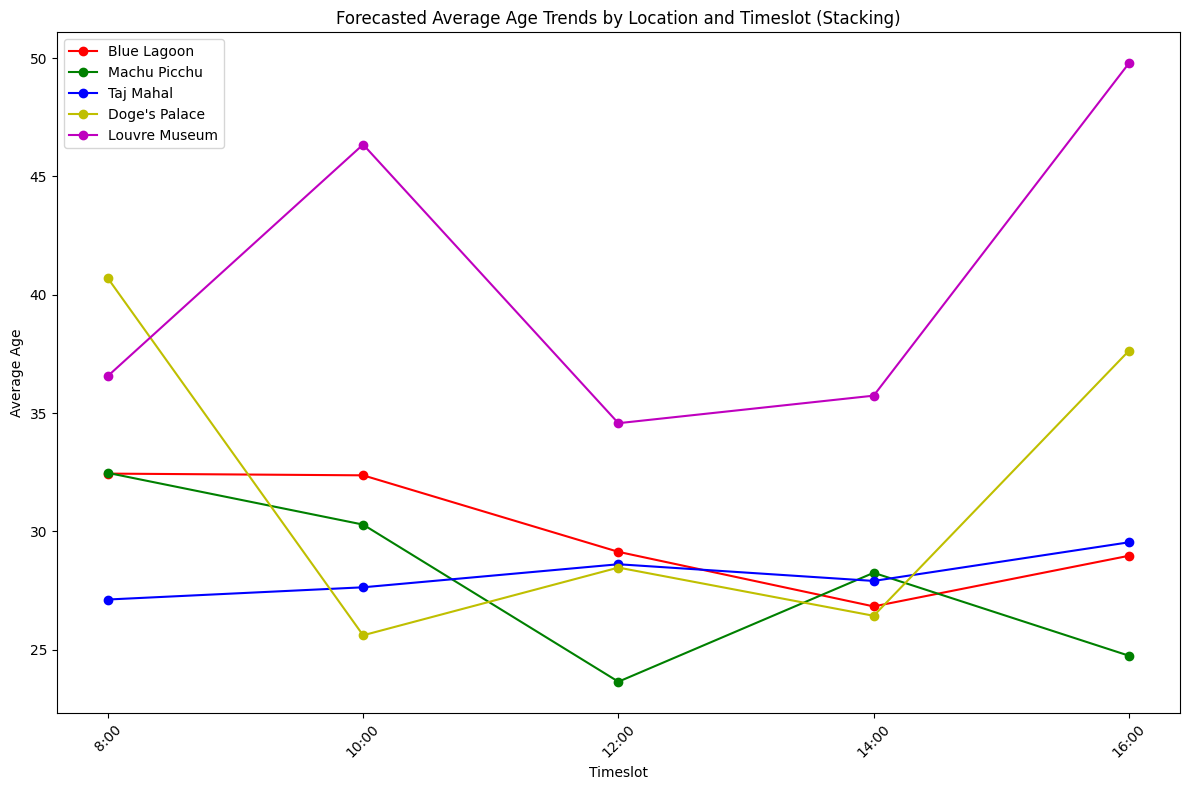 Forecasted Average Age Trends by Location and Timeslot (Stacking)
Blue Lagoon
Machu Picchu
Taj Mahal
Doge's Palace
Louvre Museum
Average Age
50
45
40
35
30
25
8:00
10:00
12:00
14:00
16:00
Timeslot